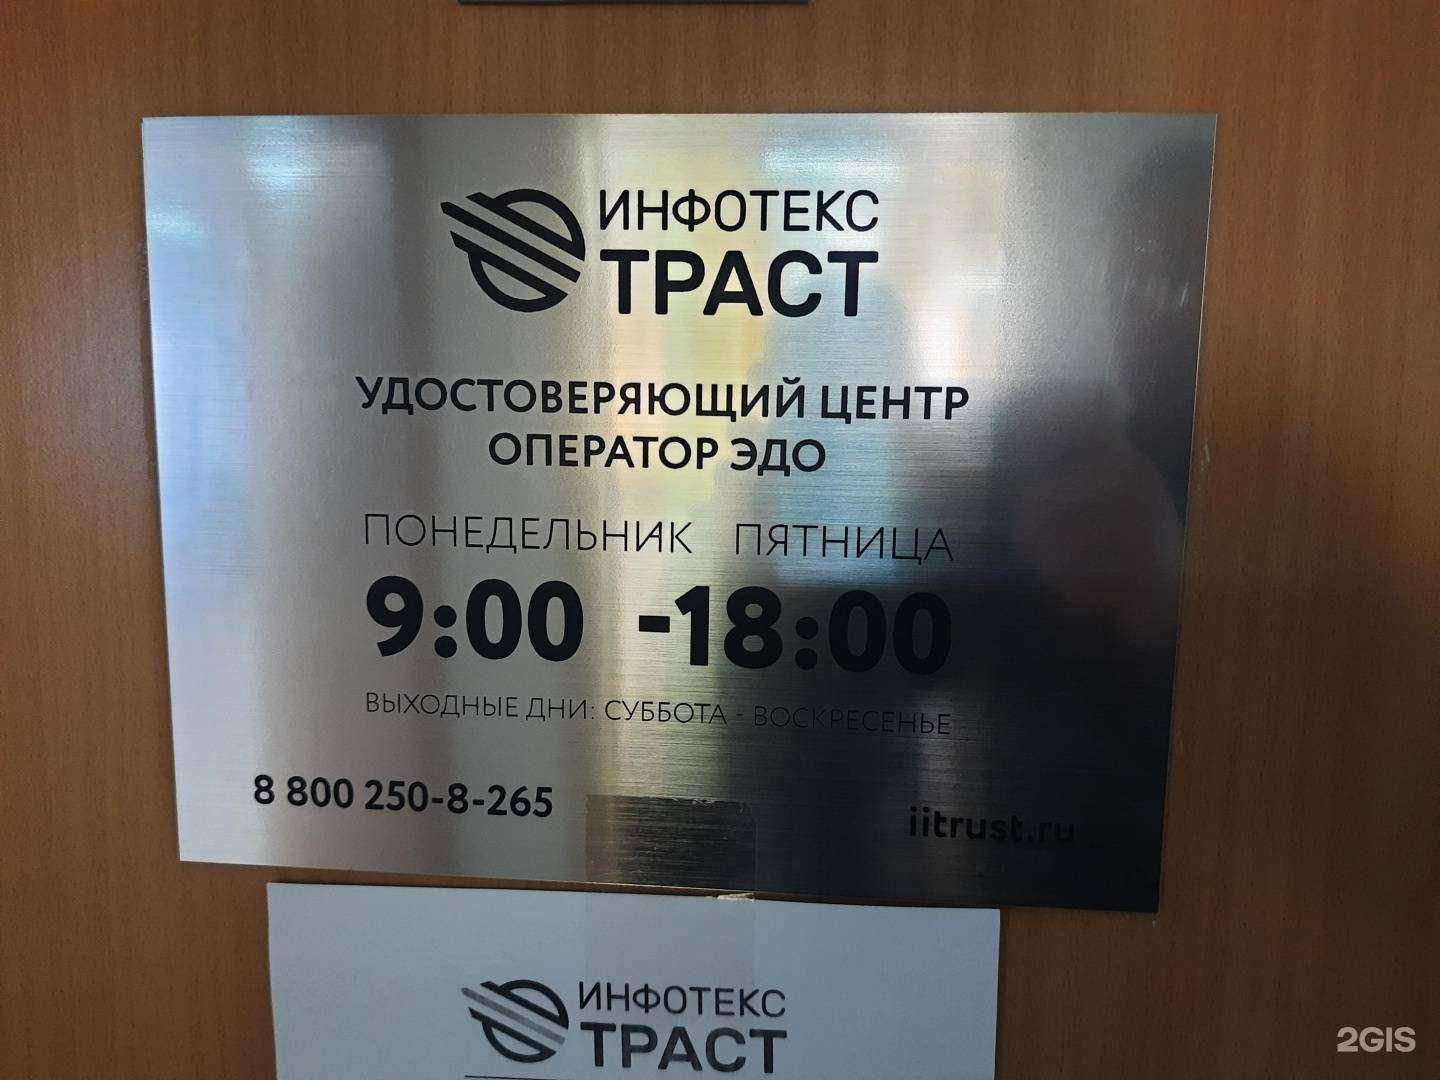 ИНФОТЕКС
ТРАСТ
УДОСТОВЕРЯЮЩИЙ ЦЕНТР
ОПЕРАТОР ЭДО
ПОНЕДЕЛЬНИК ПЯТНИЦА
9:00 -18:00
ВЫХОДНЫЕ ДНИ: СУББОТА - ВОСКРЕСЕНЬЕ
8 800 250-8-265
iitrust.ru
ИНФОТЕКС
ТРАСТ
2GIS